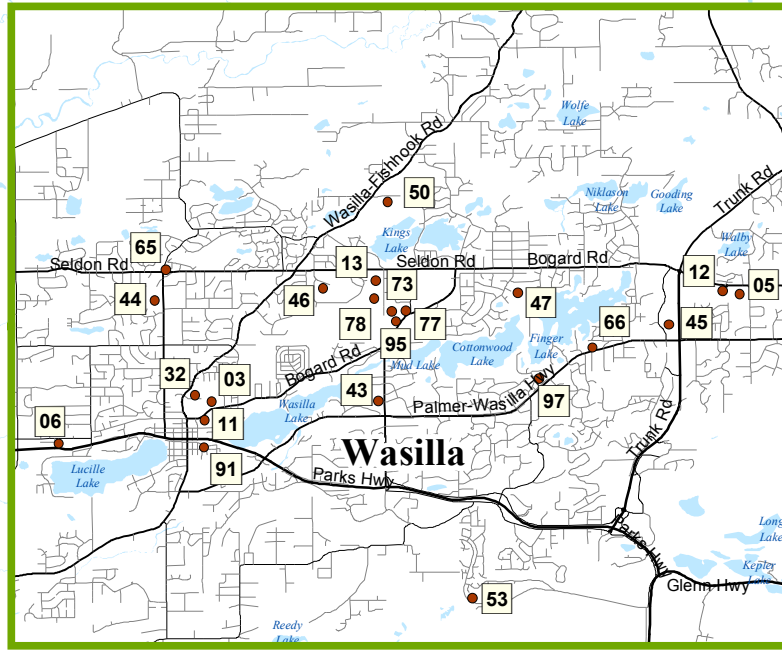 Wolfe
Lake
Wasilla-Fishhook Rd
50
Niklason
Lake
Gooding
Lake
Trunk Rd
Kings
Lake
Walby
Lake
65
Seldon Rd
13
Seldon Rd
Bogard Rd
12
05
44
46
73
47
78
77
66
45
95
Cottonwood
Lake
Finger
Lake
Mud Lake
Bogard Rd
32
03
43
97
Palmer-Wasilla Hwy
Wasilla
Lake
06
11
Trunk Rd
91
Wasilla
Lucille
Lake
Parks Hwy
Parks Hwy
Long
Lake
Kepler
Lake
Glenn Hwy
53
Reedy
Lake